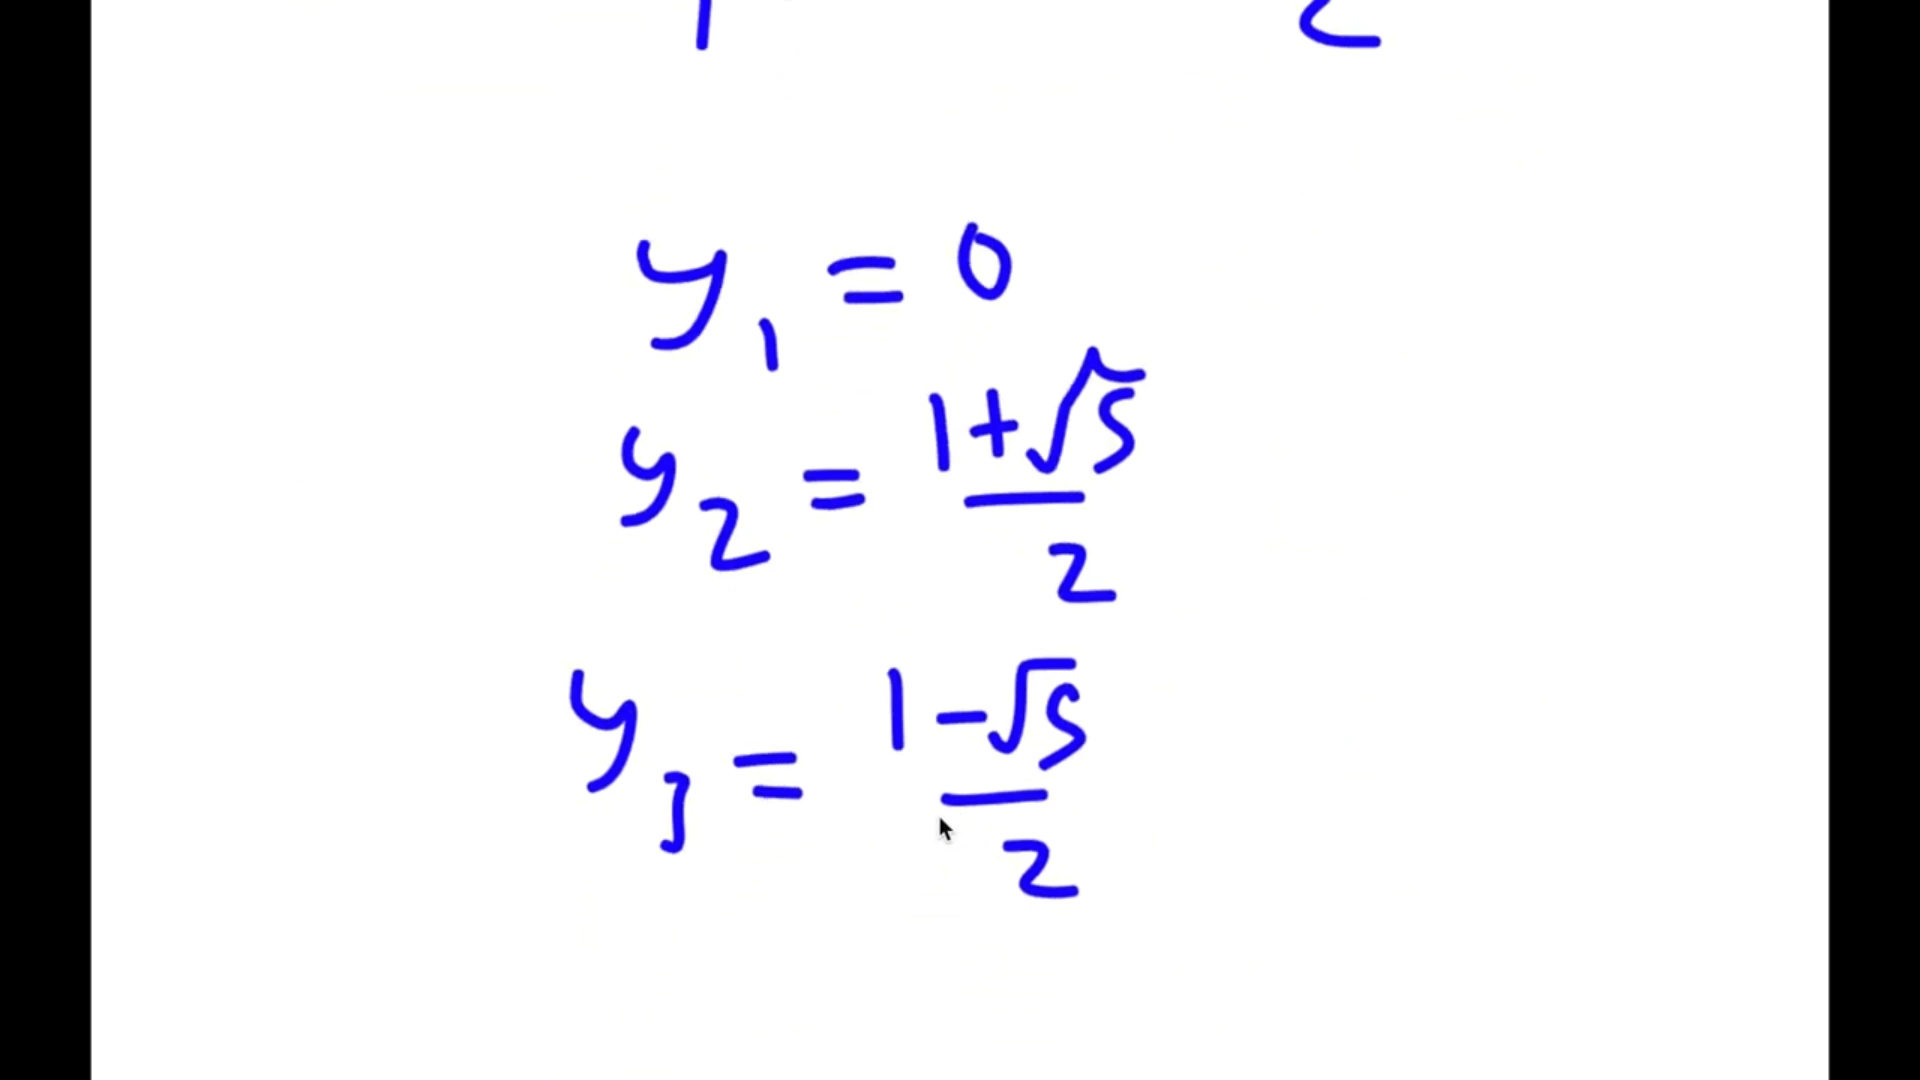 y₁ = 0
y₂ = (1+√5)/2
y₃ = (1-√5)/2